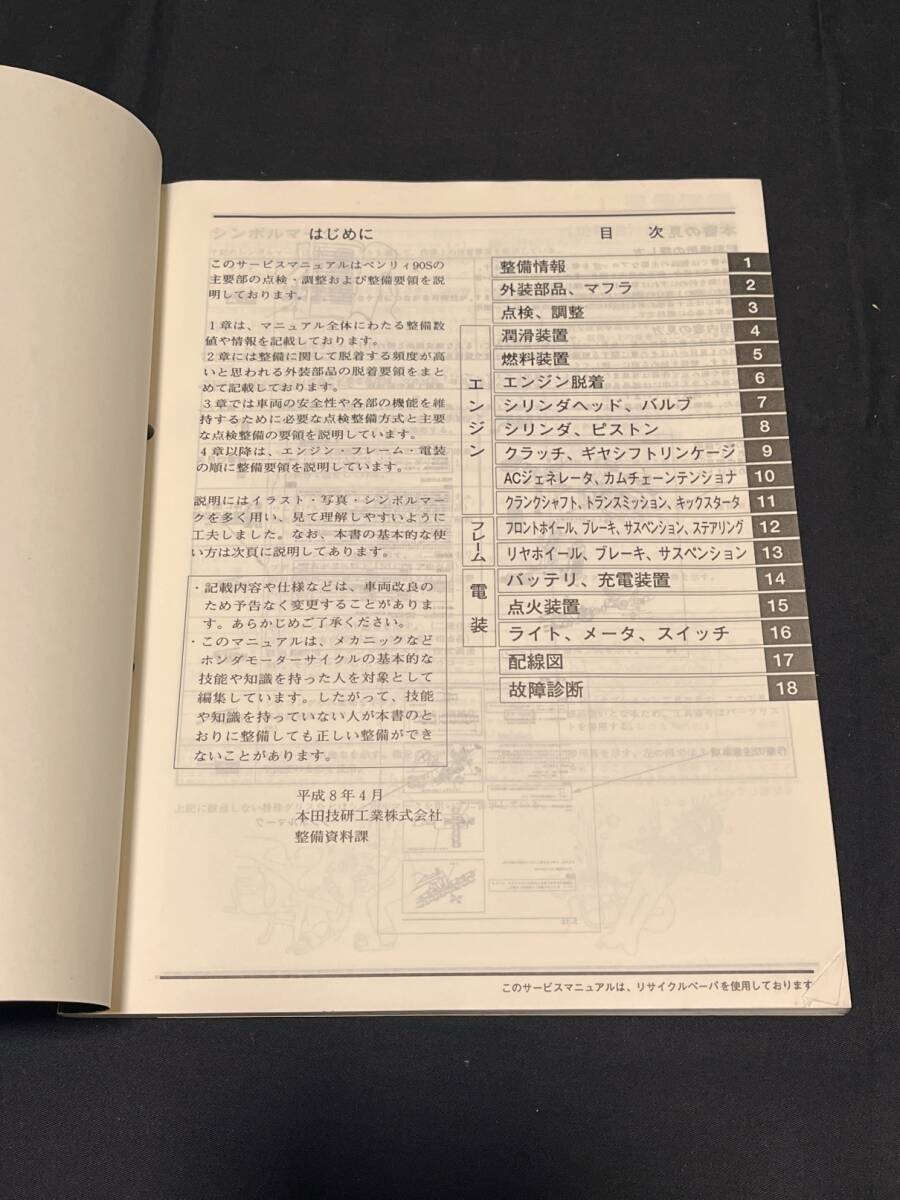 はじめに
このサービスマニュアルはベンリィ90Sの
主要部の点検・調整および整備要領を説
明しております。
1章は、マニュアル全体にわたる整備数
値や情報を記載しております。
2章には整備に関して脱着する頻度が高
いと思われる外装部品の脱着要領をまと
めて記載しております。
3章では車両の安全性や各部の機能を維
持するために必要な点検整備方式と主要
な点検整備の要領を説明しています。
4章以降は、エンジン・フレーム・電装
の順に整備要領を説明しています。
説明にはイラスト・写真・シンボルマー
クを多く用い、見て理解しやすいように
工夫しました。なお、本書の基本的な使
い方は次頁に説明してあります。
・記載内容や仕様などは、車両改良の
ため予告なく変更することがありま
す。あらかじめご了承ください。
・このマニュアルは、メカニックなど
ホンダモーターサイクルの基本的な
技能や知識を持った人を対象として
編集しています。したがって、技能
や知識を持っていない人が本書のと
おりに整備しても正しい整備ができ
ないことがあります。
平成8年4月
本田技研工業株式会社
整備資料課
目 次
整備情報 1
外装部品、マフラ 2
点検、調整 3
エンジン
潤滑装置 4
燃料装置 5
エンジン脱着 6
シリンダヘッド、バルブ 7
シリンダ、ピストン 8
クラッチ、ギヤシフトリンケージ 9
ACジェネレータ、カムチェーンテンショナ 10
クランクシャフト、トランスミッション、キックスタータ 11
フレーム
フロントホイール、ブレーキ、サスペンション、ステアリング 12
リヤホイール、ブレーキ、サスペンション 13
電装
バッテリ、充電装置 14
点火装置 15
ライト、メータ、スイッチ 16
配線図 17
故障診断 18
このサービスマニュアルは、リサイクルペーパを使用しております